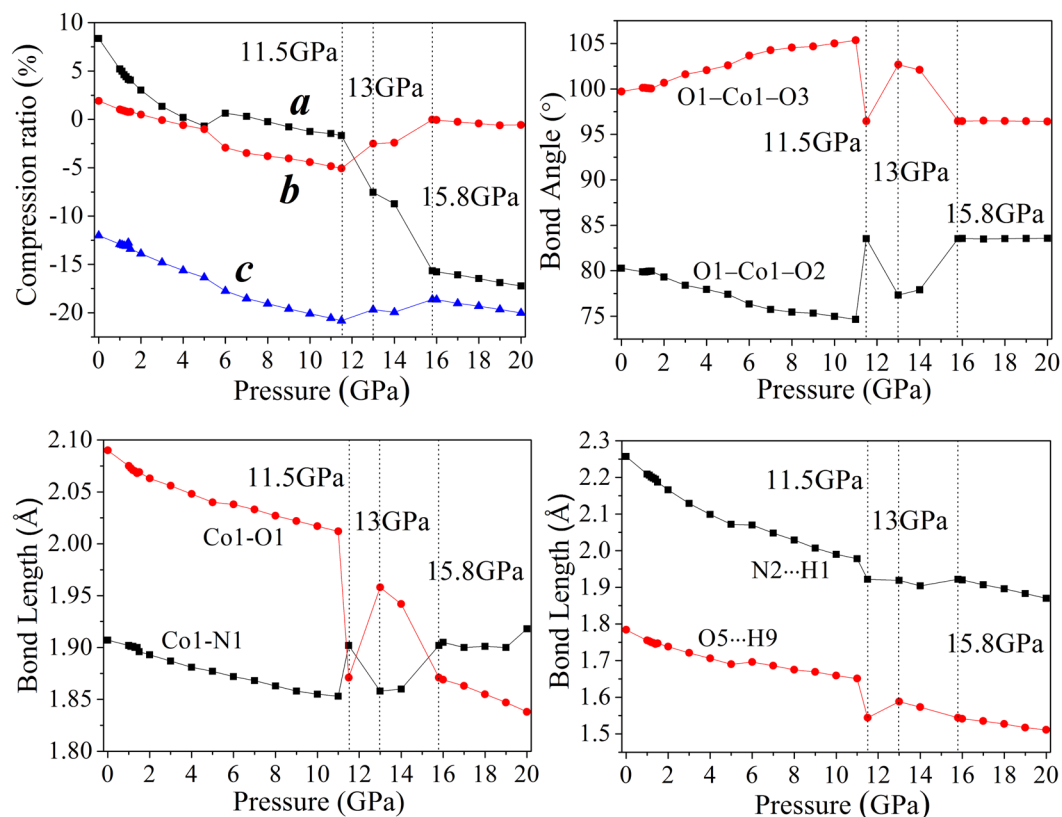 Compression ratio (%)
10
5
0
-5
-10
-15
-20
11.5GPa
13GPa
15.8GPa
a
b
c
0 2 4 6 8 10 12 14 16 18 20
Pressure (GPa)
Bond Angle (°)
105
100
95
90
85
80
75
O1–Co1–O3
11.5GPa
13GPa
15.8GPa
O1–Co1–O2
0 2 4 6 8 10 12 14 16 18 20
Pressure (GPa)
Bond Length (Å)
2.10
2.05
2.00
1.95
1.90
1.85
1.80
11.5GPa
13GPa
15.8GPa
Co1-O1
Co1-N1
0 2 4 6 8 10 12 14 16 18 20
Pressure (GPa)
Bond Length (Å)
2.3
2.2
2.1
2.0
1.9
1.8
1.7
1.6
1.5
11.5GPa
13GPa
N2···H1
O5···H9
15.8GPa
0 2 4 6 8 10 12 14 16 18 20
Pressure (GPa)